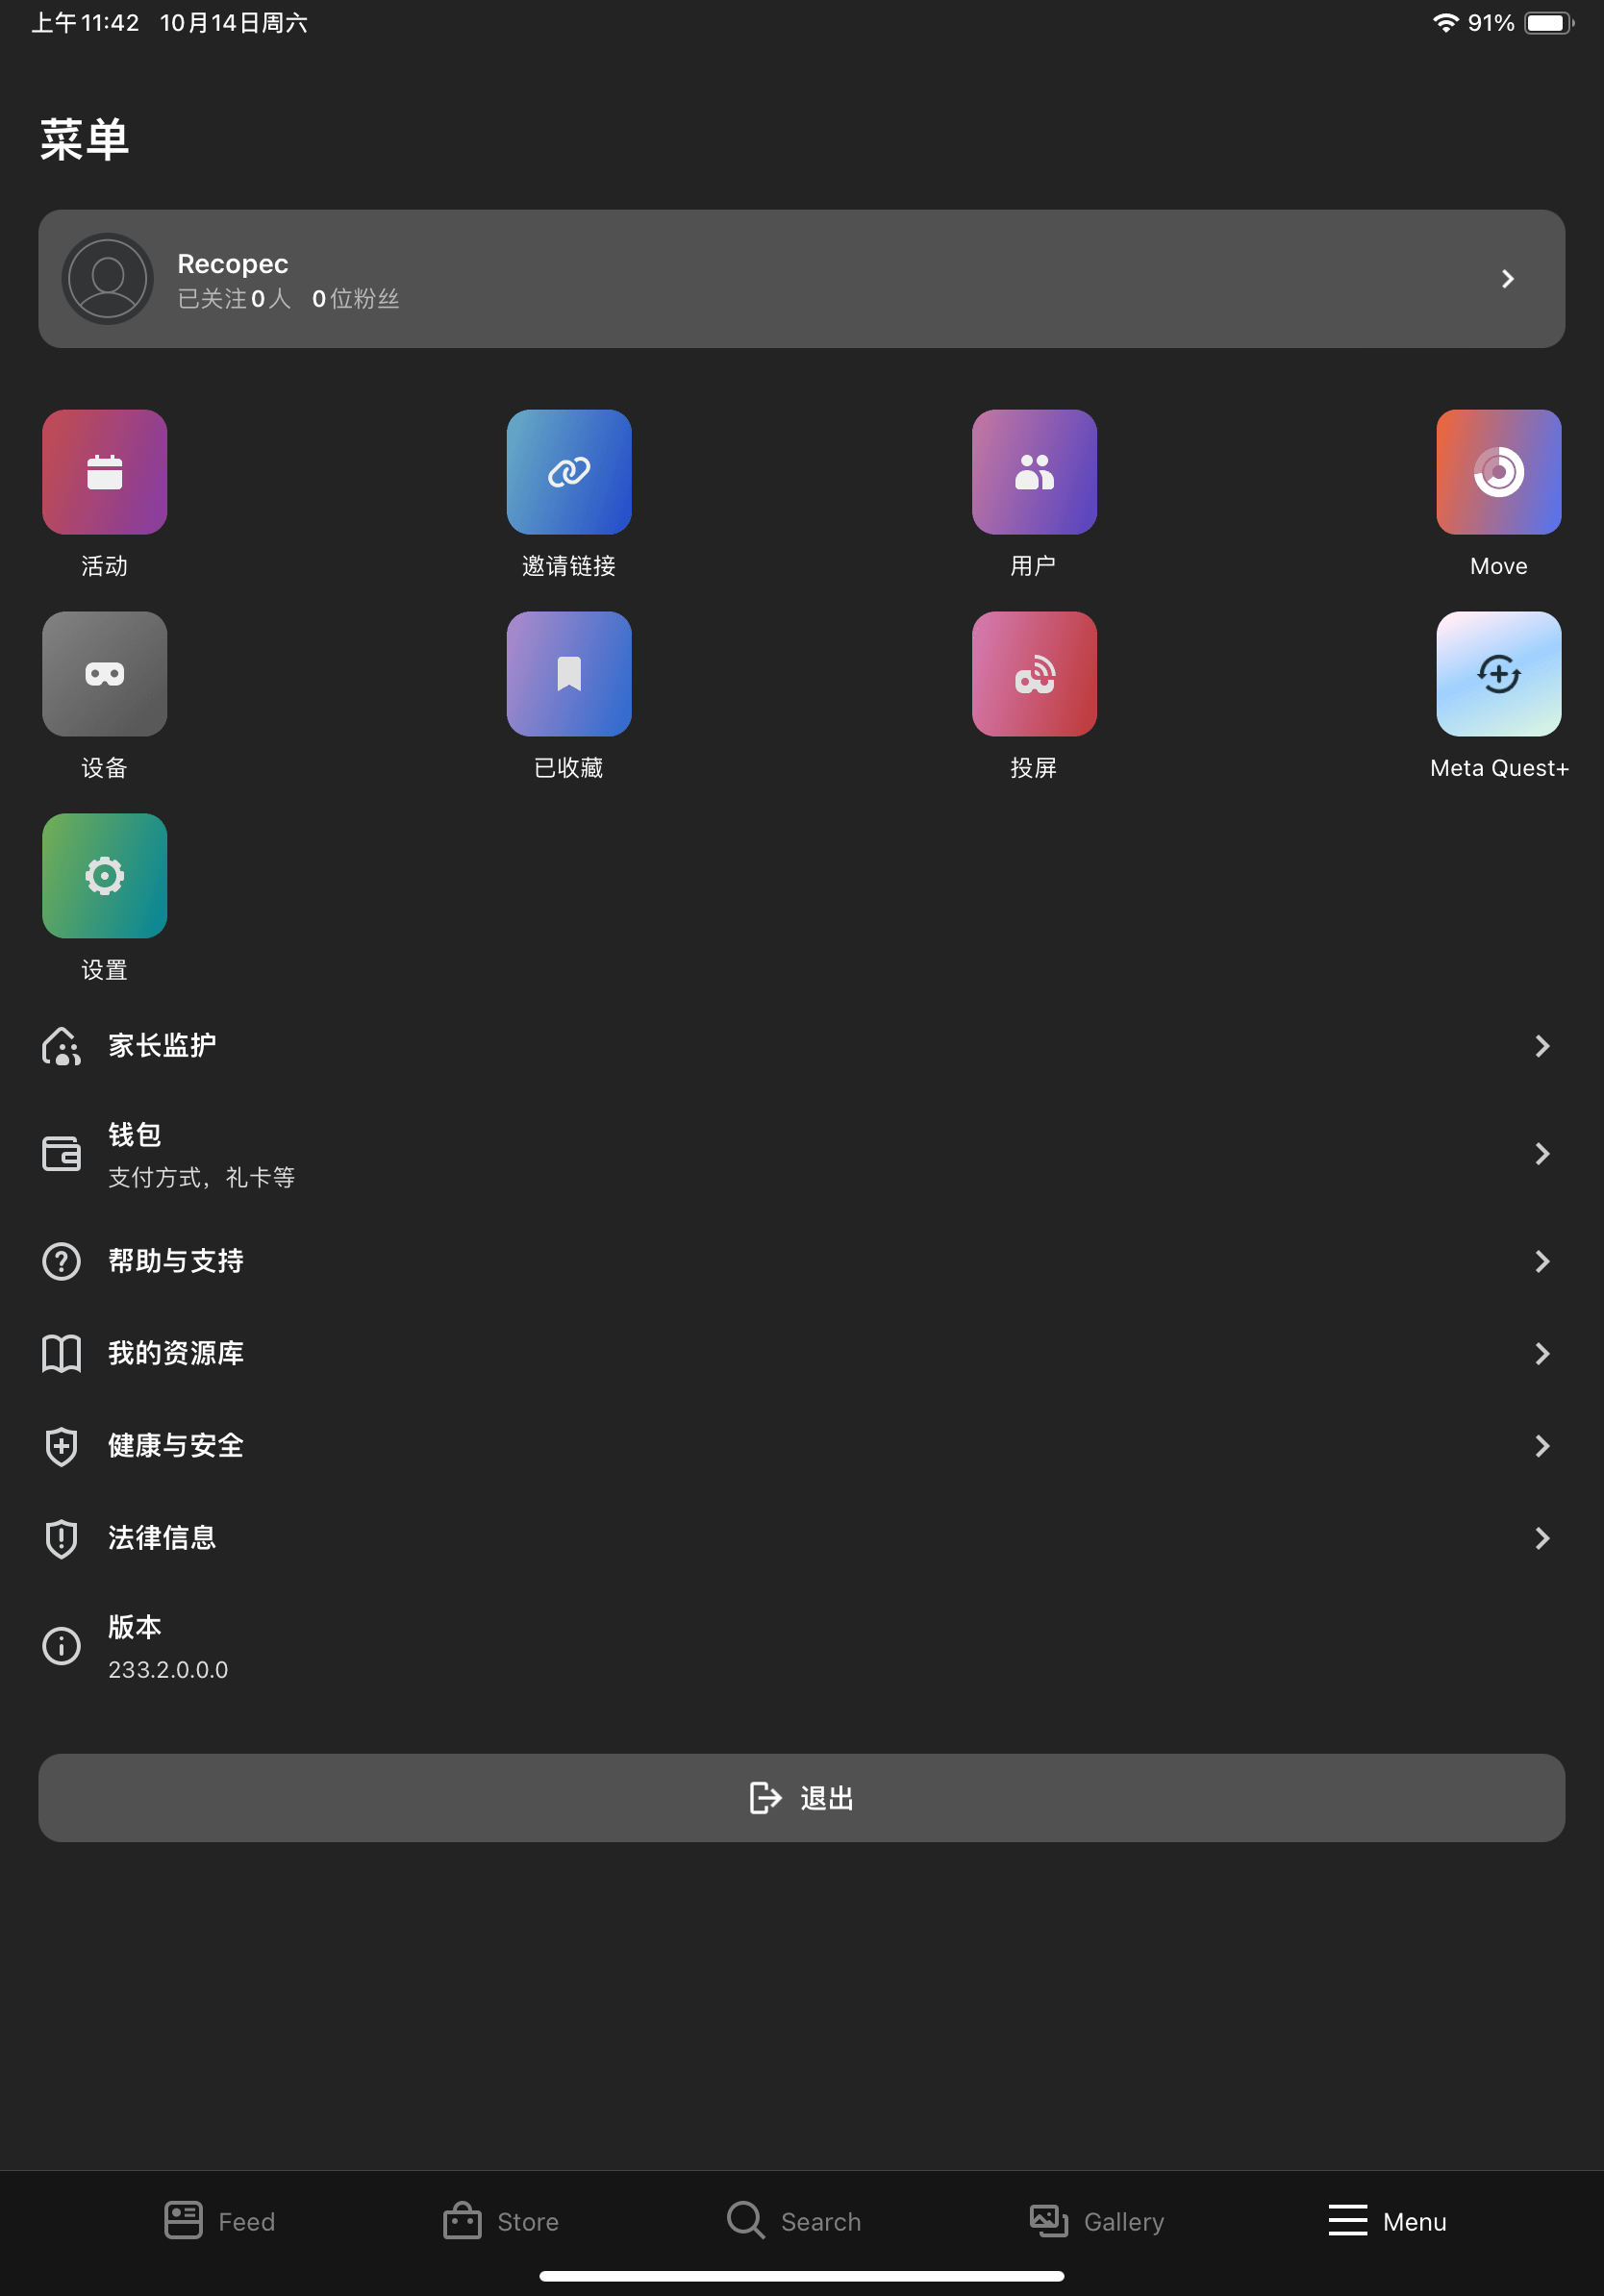 上午11:42 10月14日周六
91%
菜单
Recopec
已关注0人 0位粉丝
活动
邀请链接
用户
Move
设备
已收藏
投屏
Meta Quest+
设置
家长监护
钱包
支付方式，礼卡等
帮助与支持
我的资源库
健康与安全
法律信息
版本
233.2.0.0.0
退出
Feed
Store
Search
Gallery
Menu